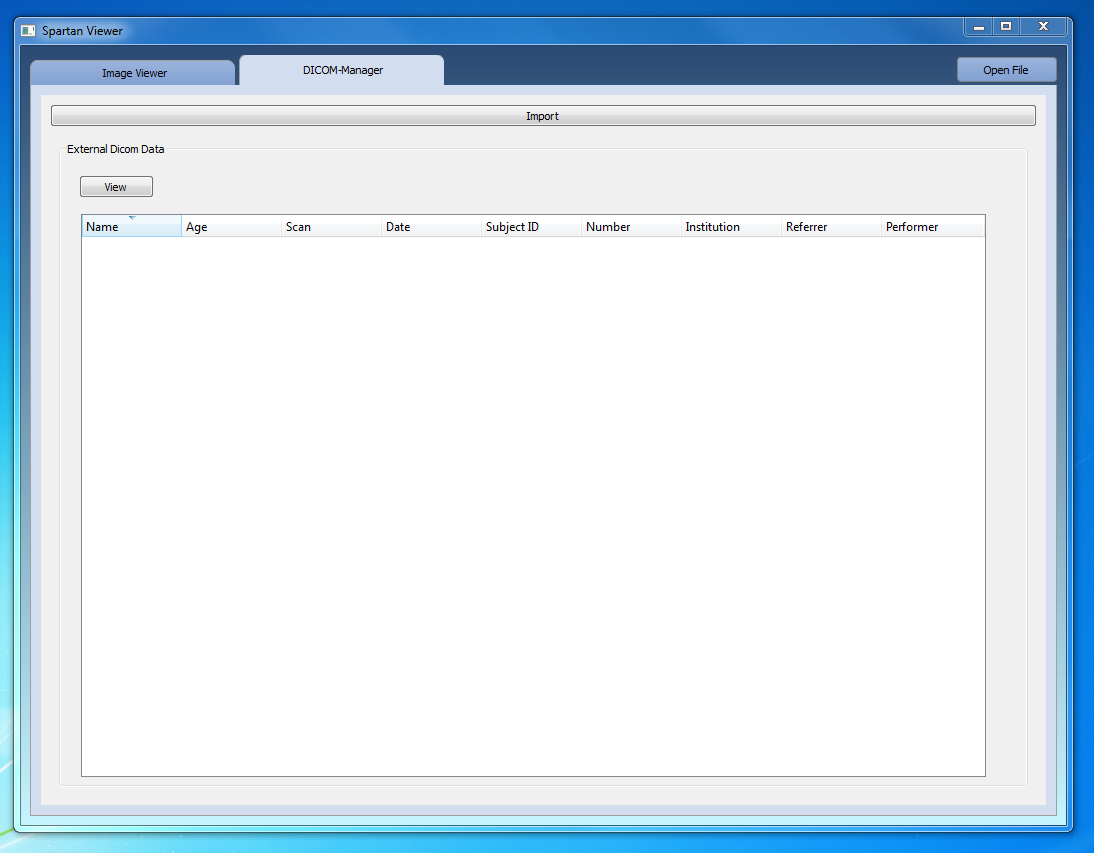 Spartan Viewer
Image Viewer DICOM-Manager Open File
Import
External Dicom Data
View
Name Age Scan Date Subject ID Number Institution Referrer Performer